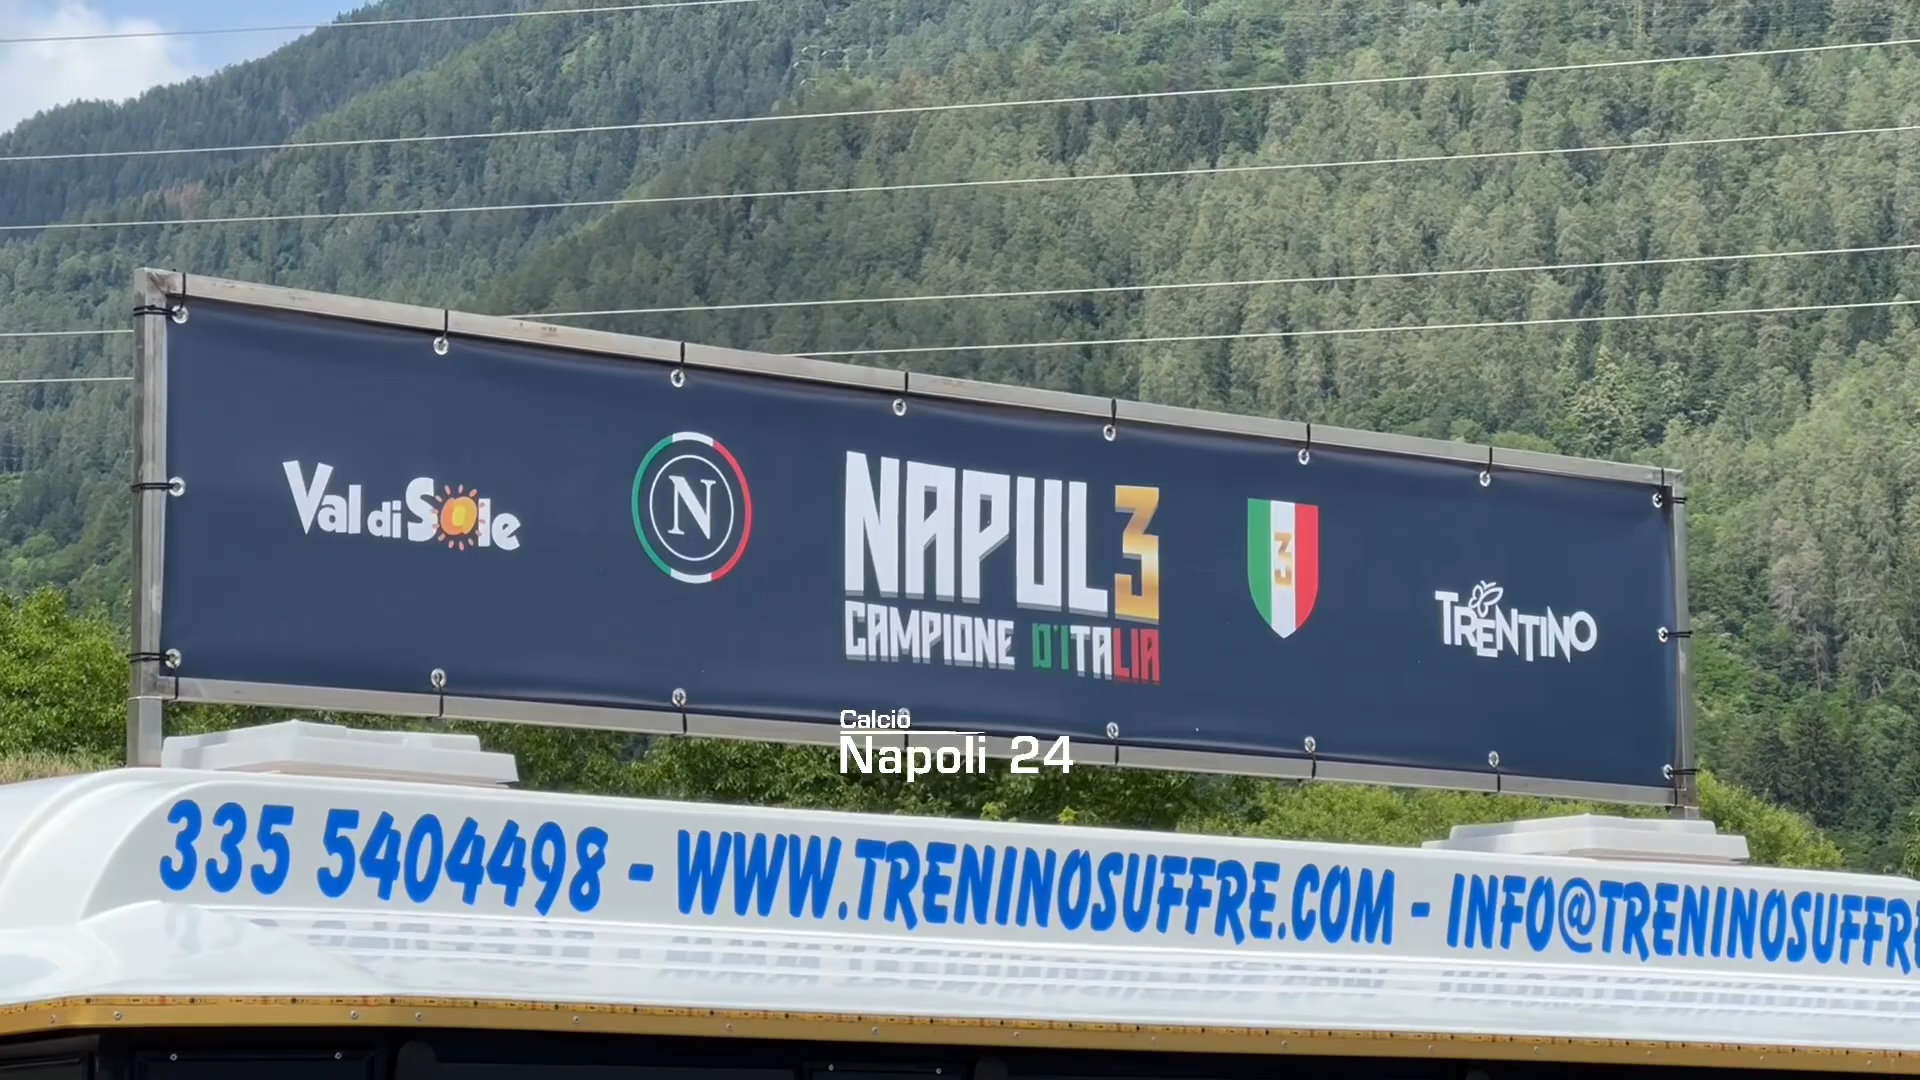 Val di Sole
N
NAPUL3
CAMPIONE D'ITALIA
3
TRENTINO
Calcio
Napoli 24
335 5404498 - WWW.TRENINOSUFFRE.COM - INFO@TRENINOSUFFRE